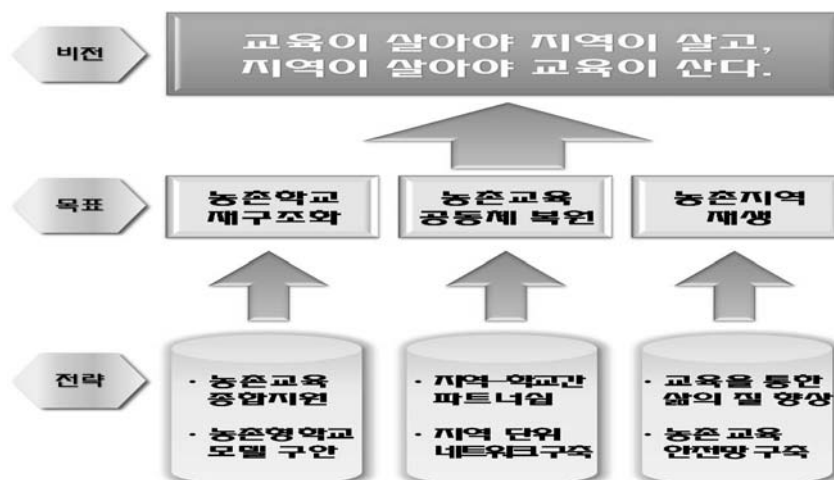 비전
교육이 살아야 지역이 살고,
지역이 살아야 교육이 산다.
목표
농촌학교
재구조화
농촌교육
공동체 복원
농촌지역
재생
전략
· 농촌교육
종합지원
· 농촌형학교
모델 구안
· 지역-학교간
파트너십
· 지역 단위
네트워크구축
· 교육을 통한
삶의 질 향상
· 농촌 교육
안전망 구축